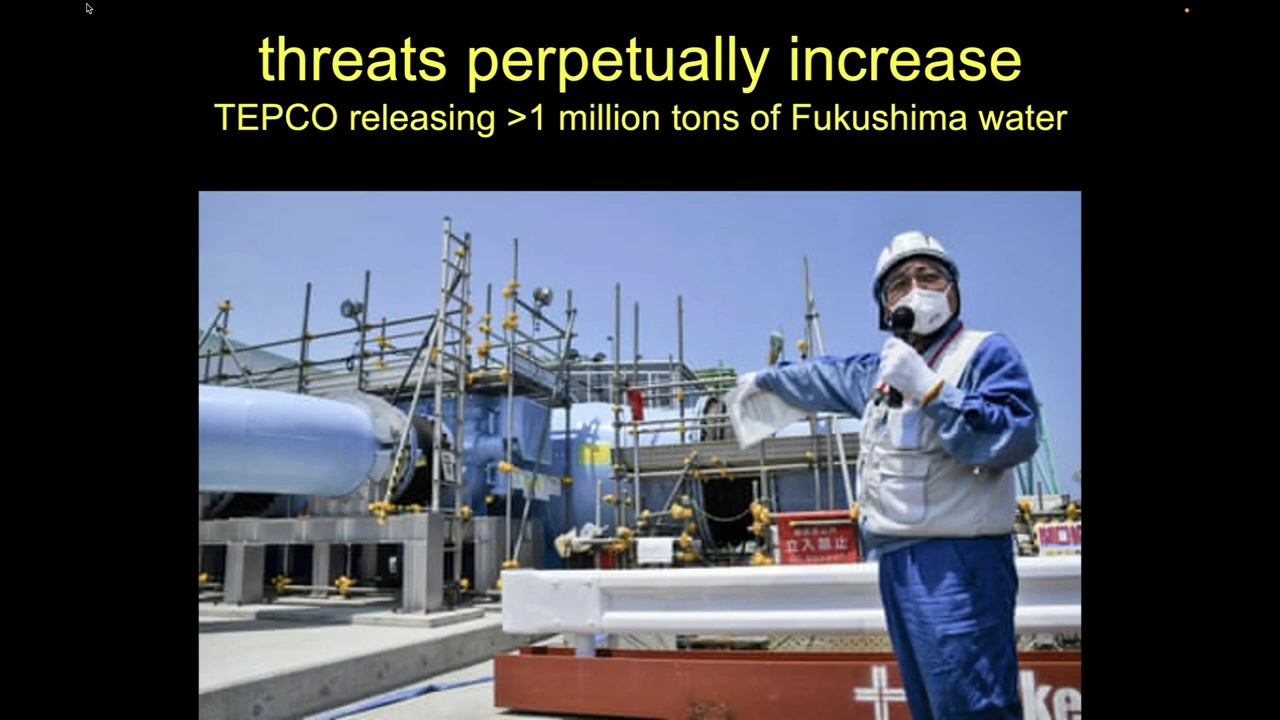 threats perpetually increase
TEPCO releasing >1 million tons of Fukushima water
立入禁止